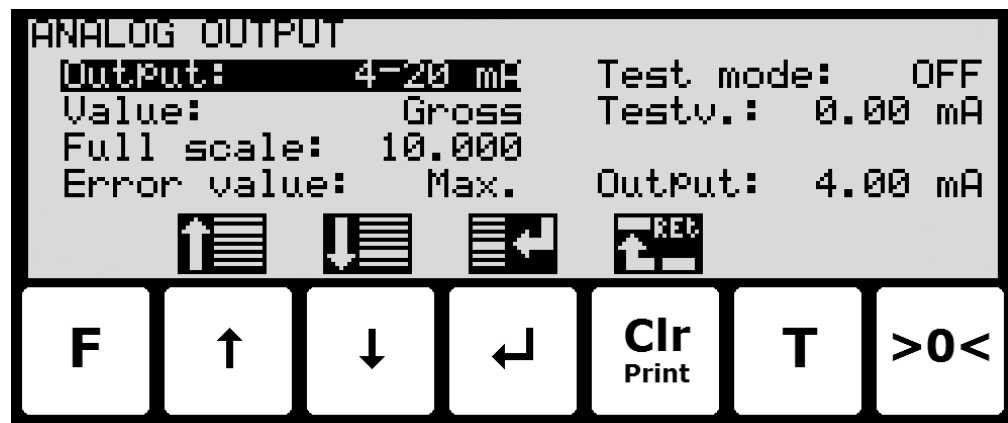 ANALOG OUTPUT
Output: 4-20 mA Test mode: OFF
Value: Gross Testv.: 0.00 mA
Full scale: 10.000
Error value: Max. Output: 4.00 mA
Ret
F ↑ ↓ ↵ Clr T >0<
Print